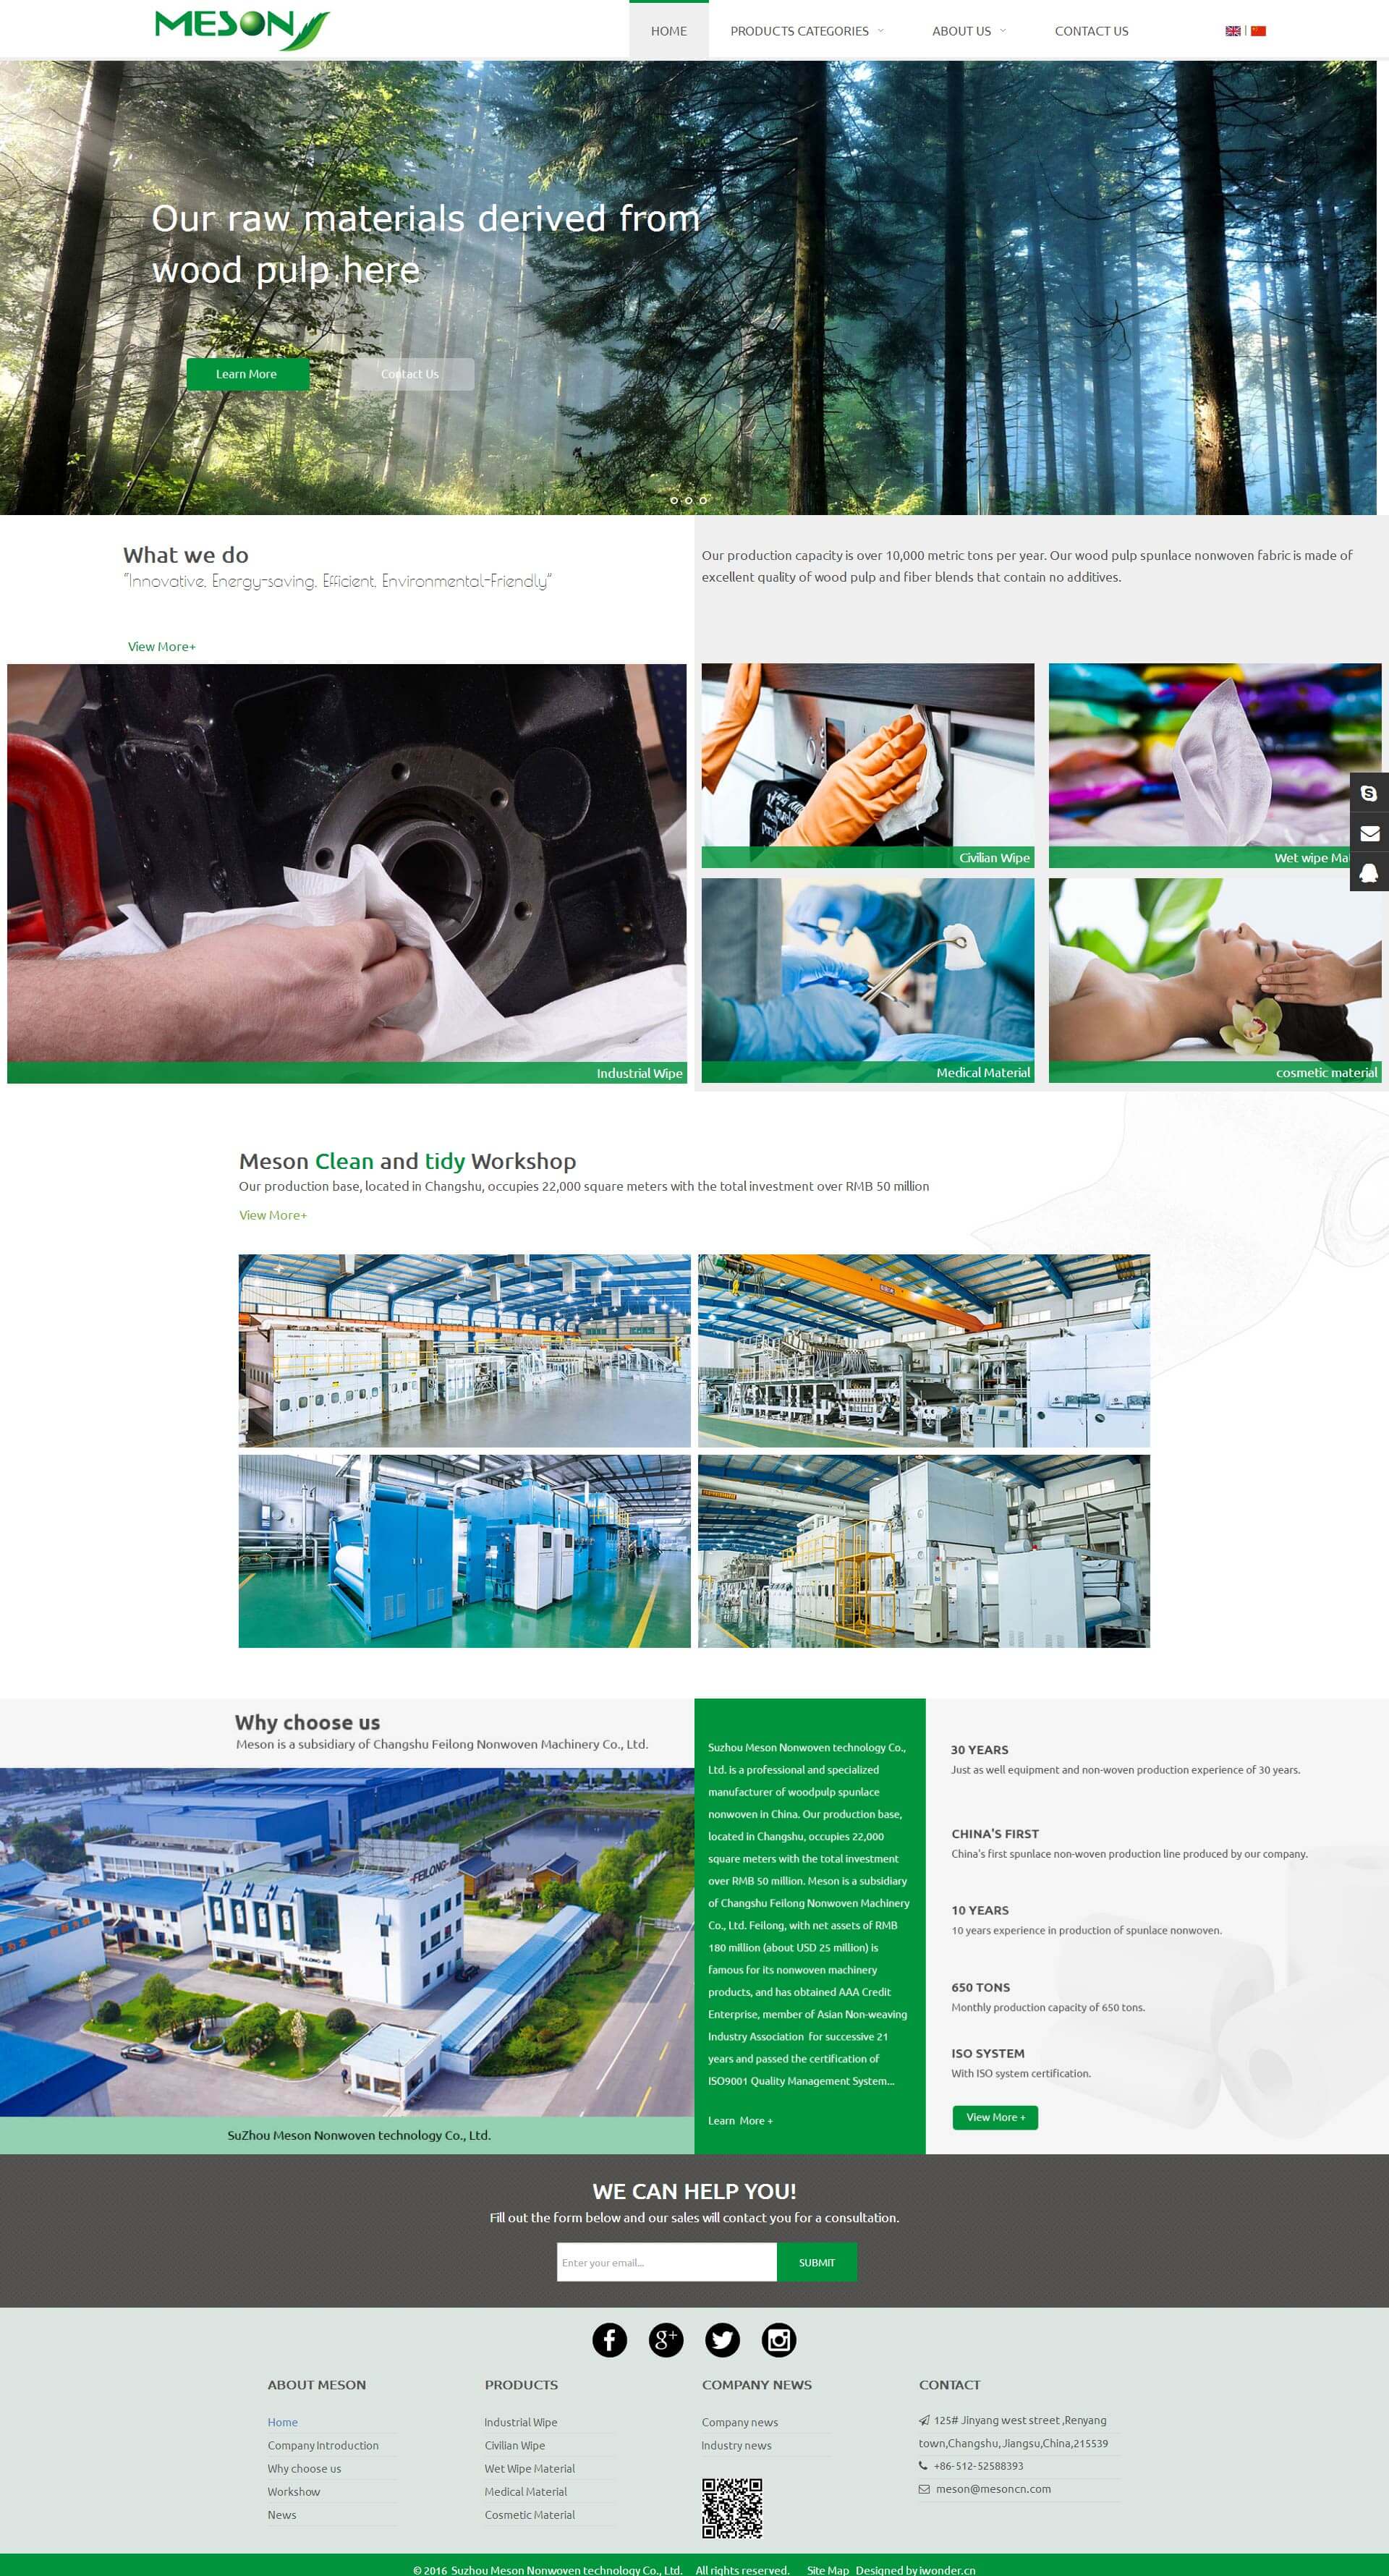 MESON
HOME
PRODUCTS CATEGORIES
ABOUT US
CONTACT US
Our raw materials derived from
wood pulp here
Learn More
Contact Us
What we do
"Innovative, Energy-saving, Efficient, Environmental-Friendly"
View More+
Our production capacity is over 10,000 metric tons per year. Our wood pulp spunlace nonwoven fabric is made of
excellent quality of wood pulp and fiber blends that contain no additives.
Industrial Wipe
Civilian Wipe
Wet wipe Ma
Medical Material
cosmetic material
Meson Clean and tidy Workshop
Our production base, located in Changshu, occupies 22,000 square meters with the total investment over RMB 50 million
View More+
Why choose us
Meson is a subsidiary of Changshu Feilong Nonwoven Machinery Co., Ltd.
SuZhou Meson Nonwoven technology Co., Ltd.
Suzhou Meson Nonwoven technology Co.,
Ltd. is a professional and specialized
manufacturer of woodpulp spunlace
nonwoven in China. Our production base,
located in Changshu, occupies 22,000
square meters with the total investment
over RMB 50 million. Meson is a subsidiary
of Changshu Feilong Nonwoven Machinery
Co., Ltd. Feilong, with net assets of RMB
180 million (about USD 25 million) is
famous for its nonwoven machinery
products, and has obtained AAA Credit
Enterprise, member of Asian Non-weaving
Industry Association for successive 21
years and passed the certification of
ISO9001 Quality Management System...
Learn More +
30 YEARS
Just as well equipment and non-woven production experience of 30 years.
CHINA'S FIRST
China's first spunlace non-woven production line produced by our company.
10 YEARS
10 years experience in production of spunlace nonwoven.
650 TONS
Monthly production capacity of 650 tons.
ISO SYSTEM
With ISO system certification.
View More +
WE CAN HELP YOU!
Fill out the form below and our sales will contact you for a consultation.
Enter your email...
SUBMIT
ABOUT MESON
Home
Company Introduction
Why choose us
Workshow
News
PRODUCTS
Industrial Wipe
Civilian Wipe
Wet Wipe Material
Medical Material
Cosmetic Material
COMPANY NEWS
Company news
Industry news
CONTACT
125# Jinyang west street ,Renyang
town,Changshu,Jiangsu,China,215539
+86-512-52588393
meson@mesoncn.com
© 2016 Suzhou Meson Nonwoven technology Co., Ltd. All rights reserved. Site Map Designed by iwonder.cn